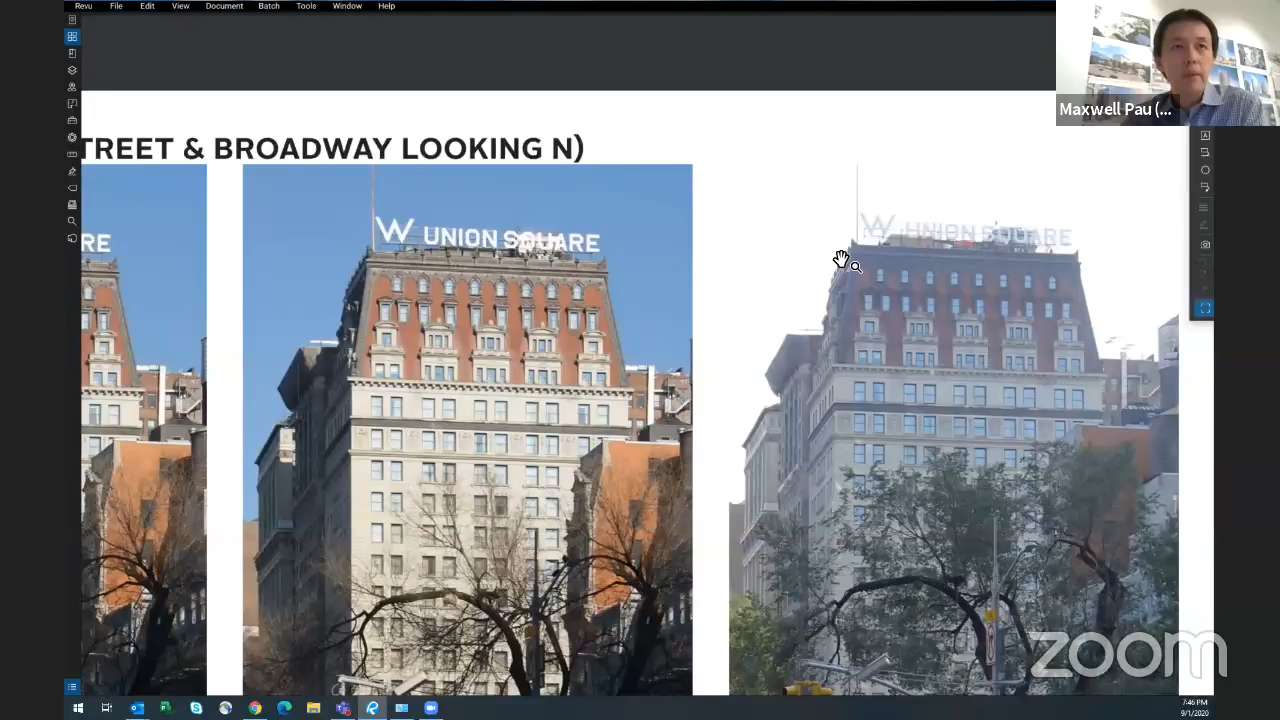 Revu File Edit View Document Batch Tools Window Help
Maxwell Pau (...
TREET & BROADWAY LOOKING N)
RE
W UNION SQUARE
W UNION SQUARE
zoom
7:46 PM
9/1/2020